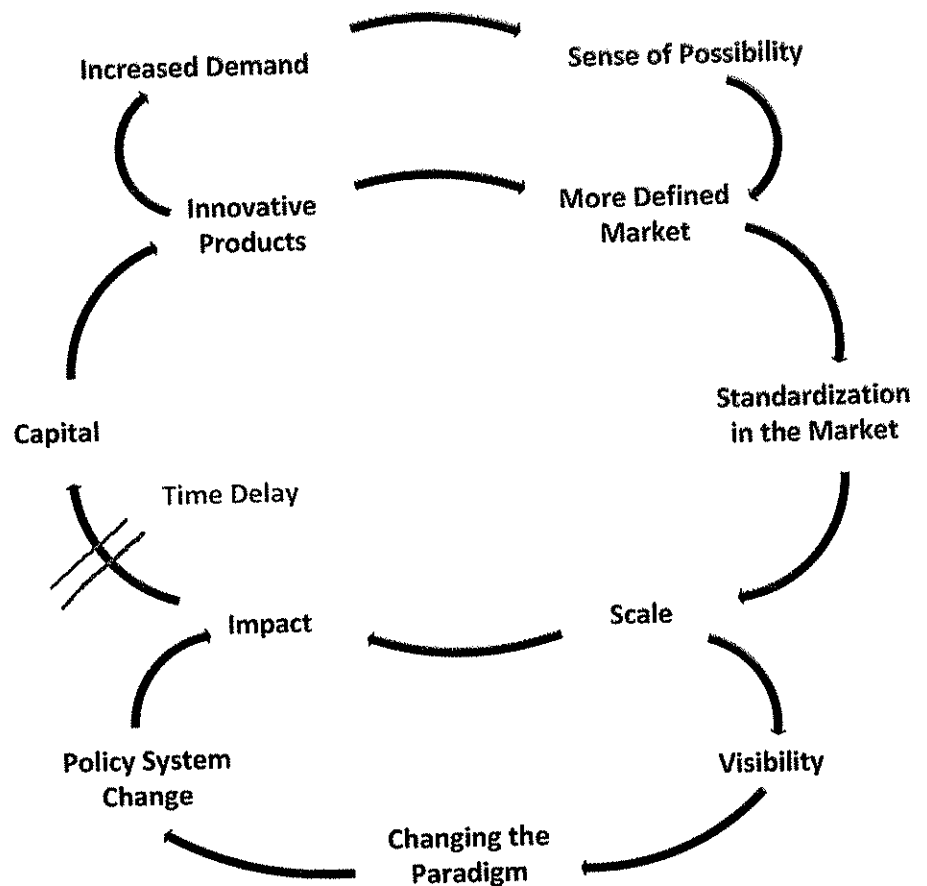 Increased Demand
Sense of Possibility
Innovative
Products
More Defined
Market
Capital
Standardization
in the Market
Time Delay
Impact
Scale
Policy System
Change
Visibility
Changing the
Paradigm